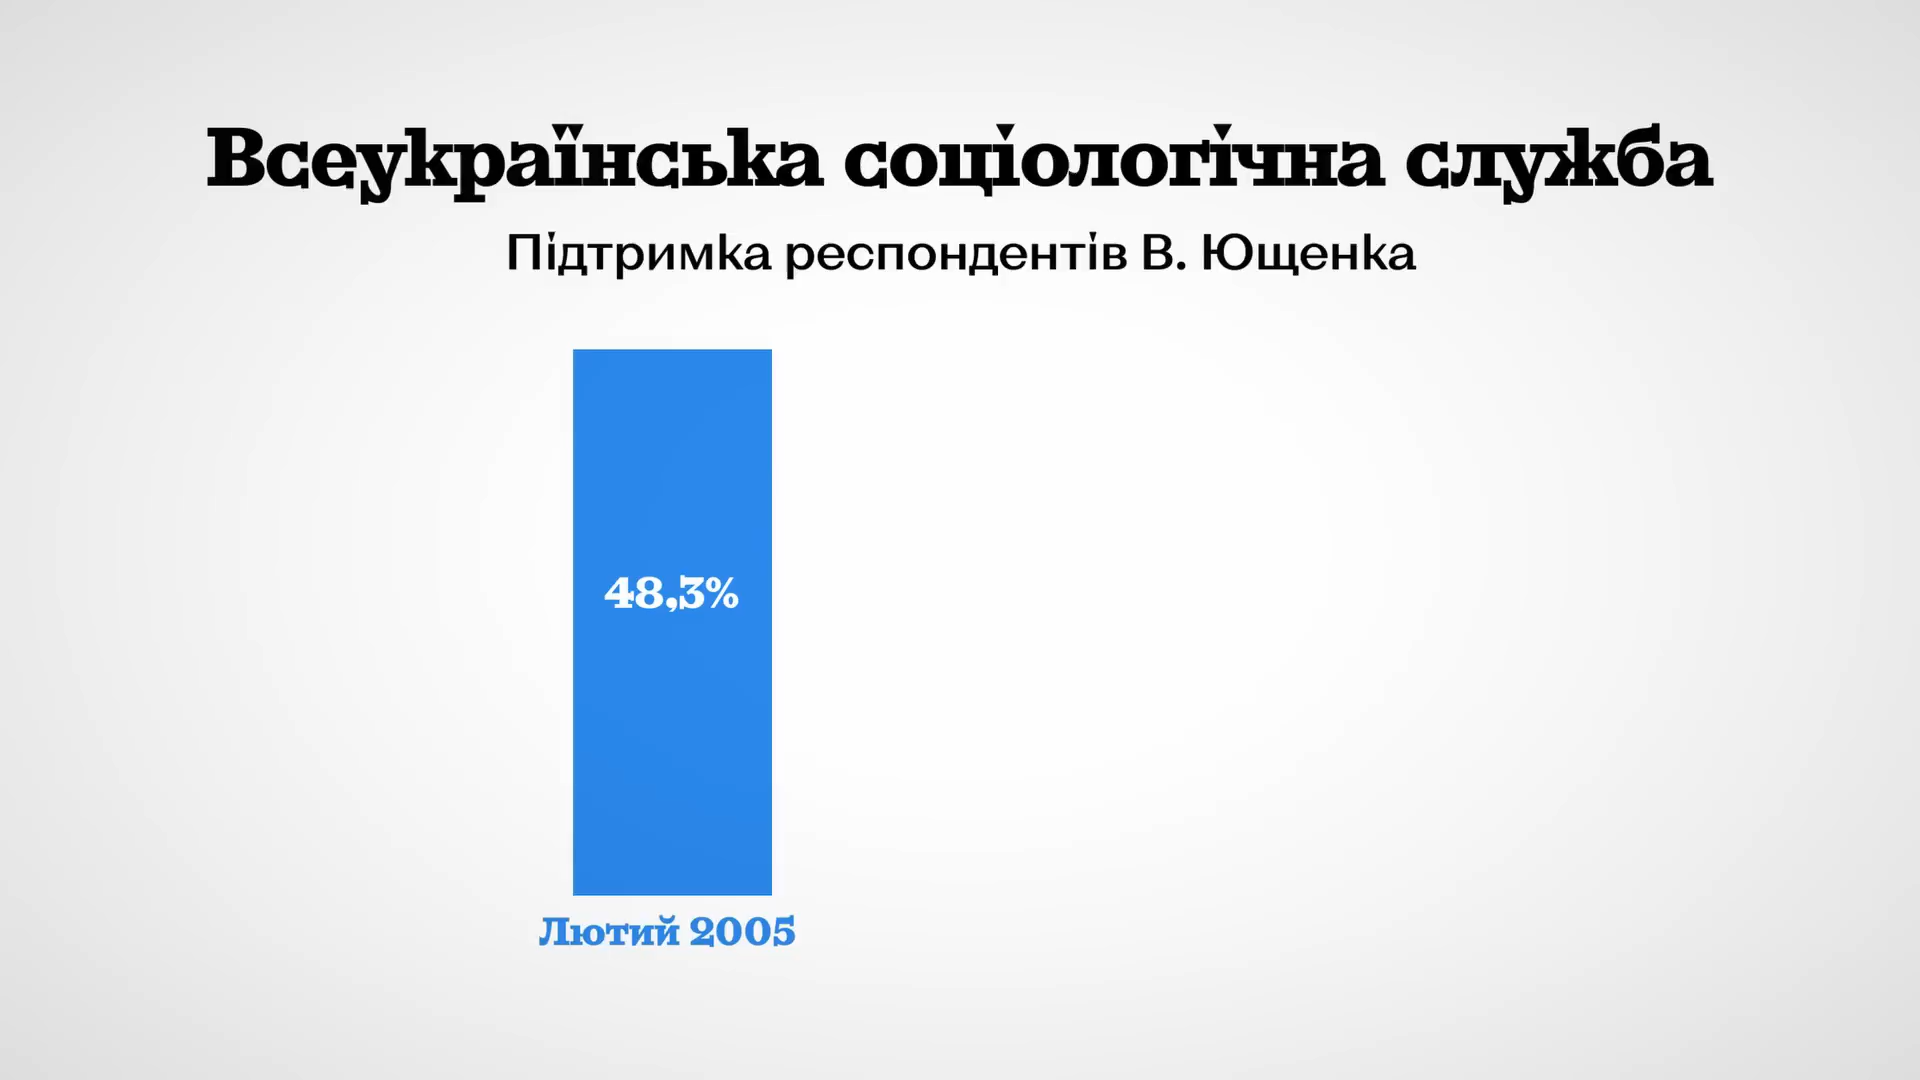 Всеукраїнська соціологічна служба
Підтримка респондентів В. Ющенка
48,3%
Лютий 2005